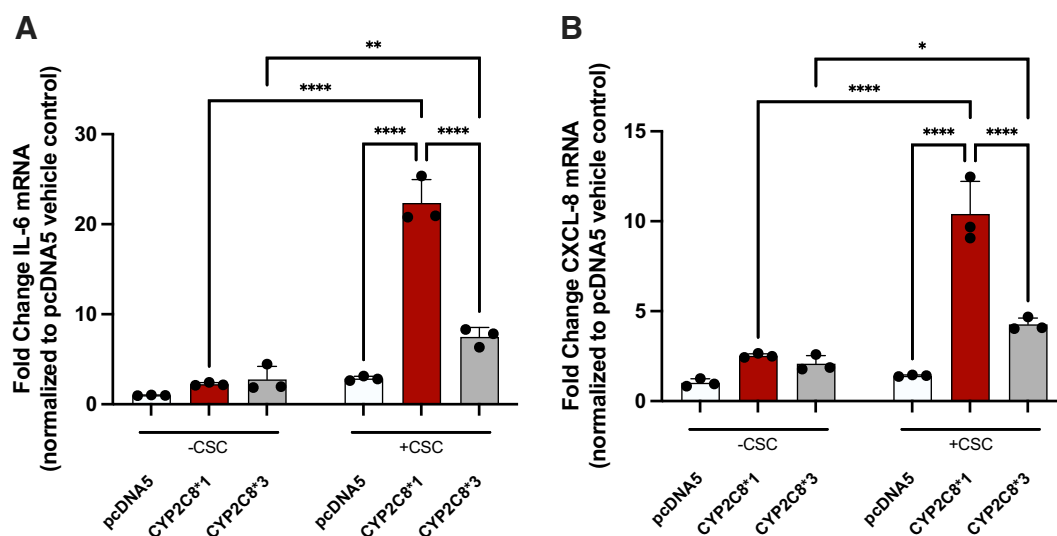 A
Fold Change IL-6 mRNA
(normalized to pcDNA5 vehicle control)
30
20
10
0
**
****
**** ****
-CSC +CSC
pcDNA5 CYP2C8*1 CYP2C8*3 pcDNA5 CYP2C8*1 CYP2C8*3
B
Fold Change CXCL-8 mRNA
(normalized to pcDNA5 vehicle control)
15
10
5
0
*
****
**** ****
-CSC +CSC
pcDNA5 CYP2C8*1 CYP2C8*3 pcDNA5 CYP2C8*1 CYP2C8*3